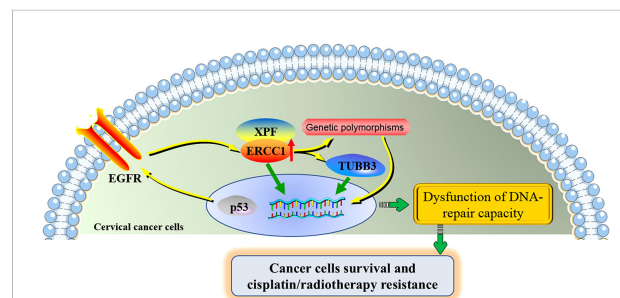 XPF
ERCC1
Genetic polymorphisms
TUBB3
EGFR
p53
Cervical cancer cells
Dysfunction of DNA-
repair capacity
Cancer cells survival and
cisplatin/radiotherapy resistance